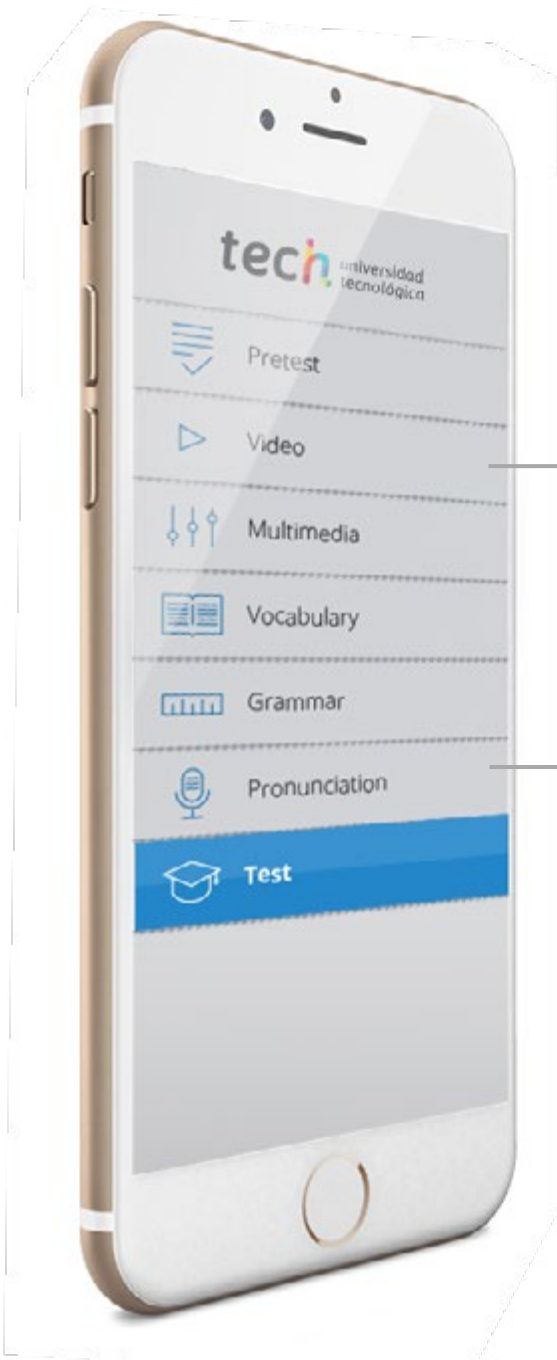 tech universidad
tecnológica
Pretest
Video
Multimedia
Vocabulary
Grammar
Pronunciation
Test